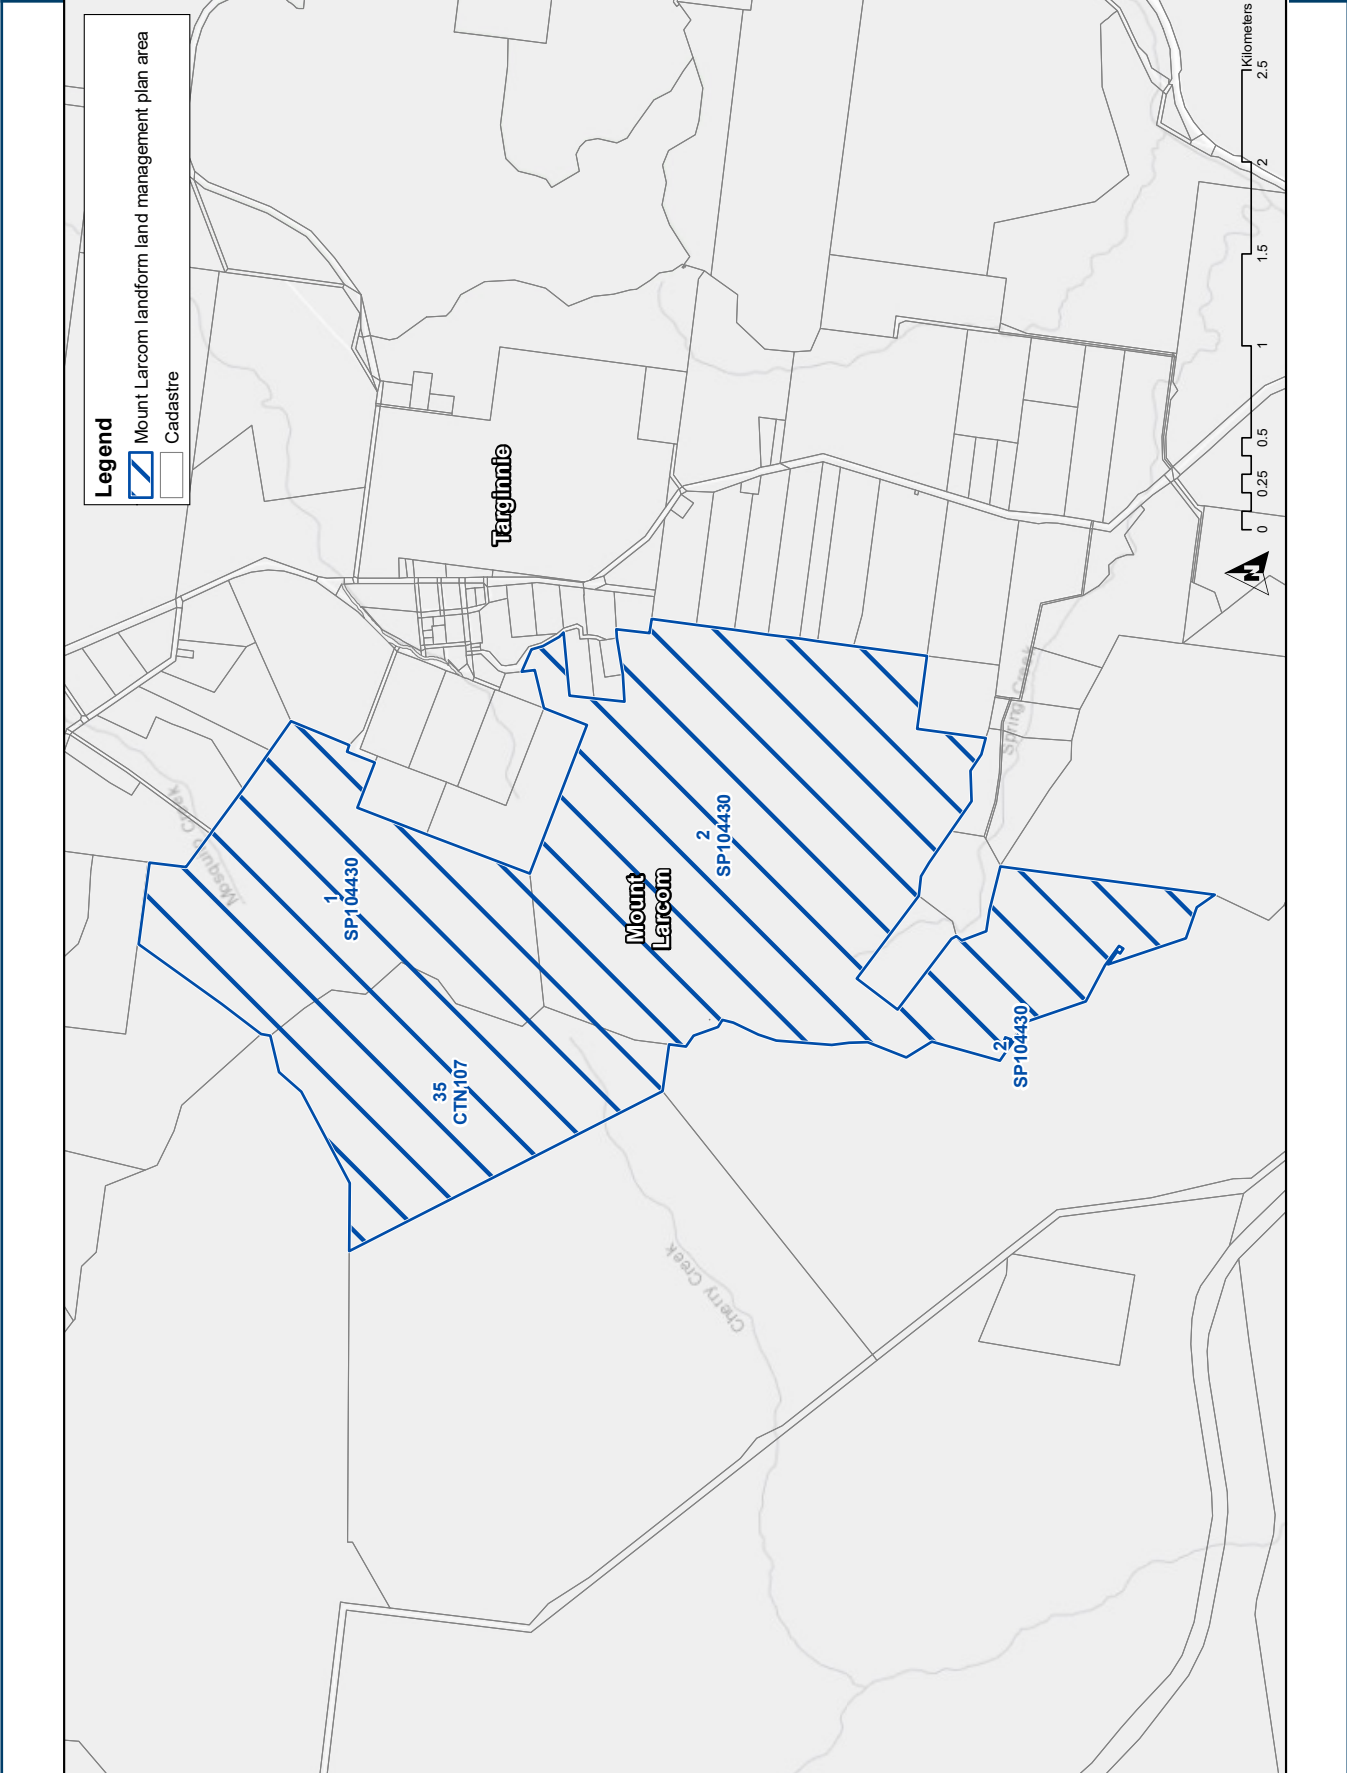 Legend
Mount Larcom landform land management plan area
Cadastre
Targinnie
Mosquito Creek
1
SP104430
35
CTN107
Mount
Larcom
2
SP104430
2
SP104430
Spring Creek
Cherry Creek
N
0 0.25 0.5 1 1.5 2 2.5
Kilometers